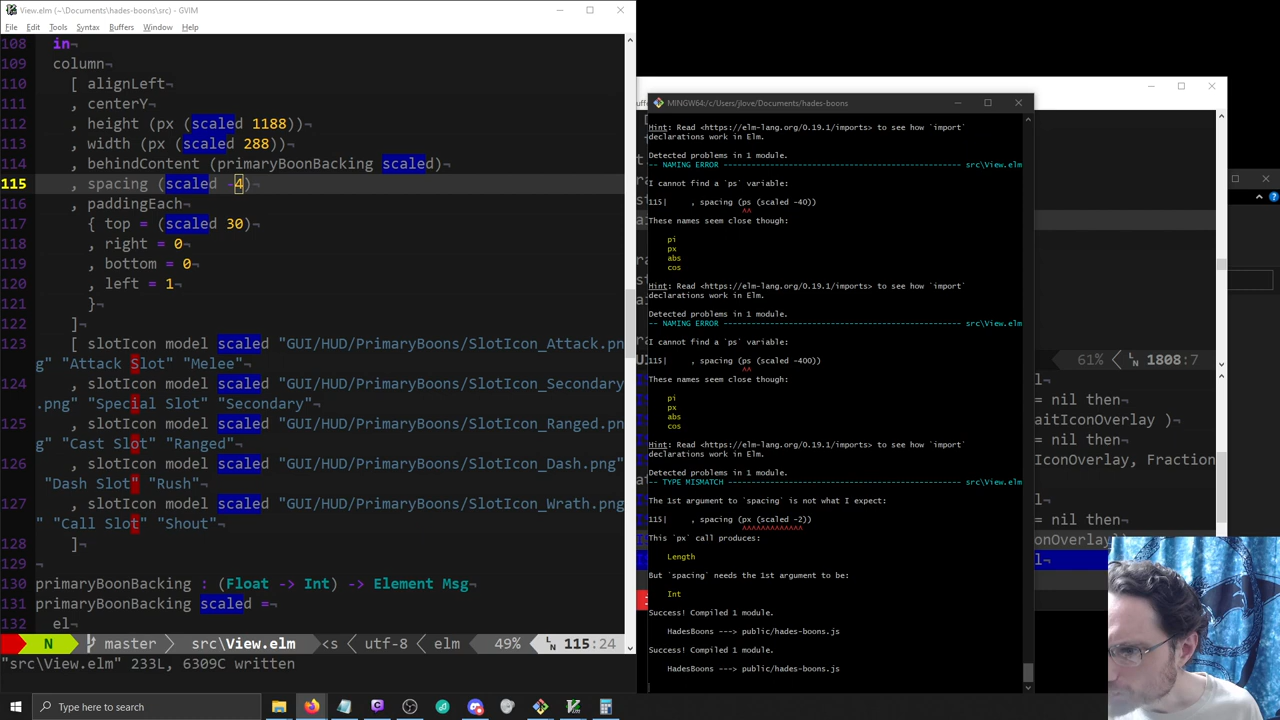 View.elm (~\Documents\hades-boons\src) - GVIM
File Edit Tools Syntax Buffers Window Help
108 in¬
109 column¬
110 [ alignLeft¬
111 , centerY¬
112 , height (px (scaled 1188))¬
113 , width (px (scaled 288))¬
114 , behindContent (primaryBoonBacking scaled)¬
115 , spacing (scaled -4)¬
116 , paddingEach¬
117 { top = (scaled 30)¬
118 , right = 0¬
119 , bottom = 0¬
120 , left = 1¬
121 }¬
122 ]¬
123 [ slotIcon model scaled "GUI/HUD/PrimaryBoons/SlotIcon_Attack.pn
g" "Attack Slot" "Melee"¬
124 , slotIcon model scaled "GUI/HUD/PrimaryBoons/SlotIcon_Secondary
.png" "Special Slot" "Secondary"¬
125 , slotIcon model scaled "GUI/HUD/PrimaryBoons/SlotIcon_Ranged.pn
g" "Cast Slot" "Ranged"¬
126 , slotIcon model scaled "GUI/HUD/PrimaryBoons/SlotIcon_Dash.png"
"Dash Slot" "Rush"¬
127 , slotIcon model scaled "GUI/HUD/PrimaryBoons/SlotIcon_Wrath.pn
g" "Call Slot" "Shout"¬
128 ]¬
129 ¬
130 primaryBoonBacking : (Float -> Int) -> Element Msg¬
131 primaryBoonBacking scaled =¬
132 el¬
N master src\View.elm <s utf-8 < elm 49% LN 115:24
"src\View.elm" 233L, 6309C written
MINGW64:/c/Users/jlove/Documents/hades-boons
Hint: Read <https://elm-lang.org/0.19.1/imports> to see how `import`
declarations work in Elm.
Detected problems in 1 module.
-- NAMING ERROR --------------------------------------------- src\View.elm
I cannot find a `ps` variable:
115| , spacing (ps (scaled -40))
^^
These names seem close though:
pi
px
abs
cos
Hint: Read <https://elm-lang.org/0.19.1/imports> to see how `import`
declarations work in Elm.
Detected problems in 1 module.
-- NAMING ERROR --------------------------------------------- src\View.elm
I cannot find a `ps` variable:
115| , spacing (ps (scaled -400))
^^
These names seem close though:
pi
px
abs
cos
Hint: Read <https://elm-lang.org/0.19.1/imports> to see how `import`
declarations work in Elm.
Detected problems in 1 module.
-- TYPE MISMATCH -------------------------------------------- src\View.elm
The 1st argument to `spacing` is not what I expect:
115| , spacing (px (scaled -2))
^^^^^^^^^^^^^
This `px` call produces:
Length
But `spacing` needs the 1st argument to be:
Int
Success! Compiled 1 module.
HadesBoons ---> public/hades-boons.js
Success! Compiled 1 module.
HadesBoons ---> public/hades-boons.js
61% LN 1808:7
= nil then
aitIconOverlay )¬
IconOverlay, Fraction
= nil then¬
Type here to search